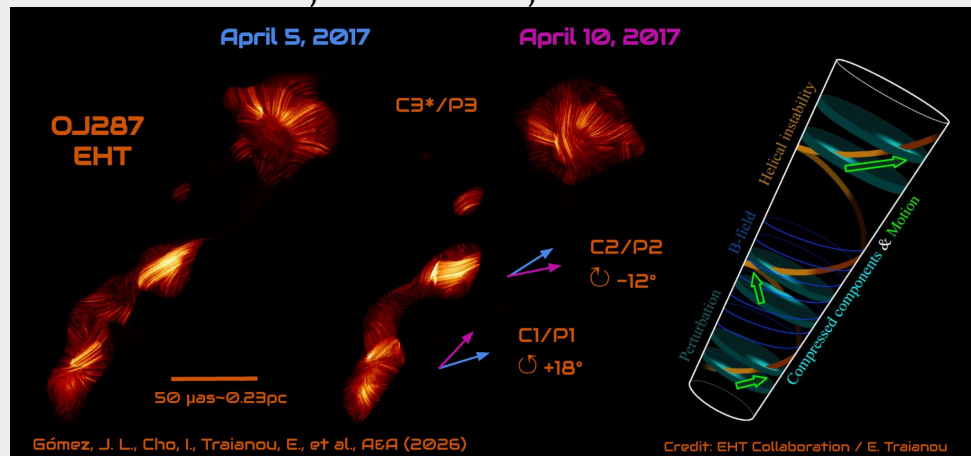 April 5, 2017
April 10, 2017
OJ287
EHT
C3*/P3
C2/P2
↻ -12°
C1/P1
↺ +18°
50 µas~0.23pc
Helical instability
B-field
Perturbation
Compressed components & Motion
Gómez, J. L., Cho, I., Traianou, E., et al., A&A (2026)
Credit: EHT Collaboration / E. Traianou